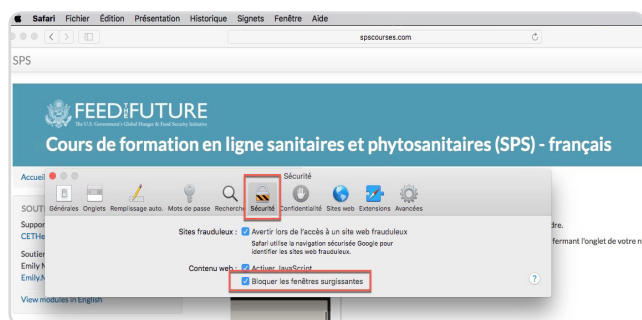 Safari Fichier Édition Présentation Historique Signets Fenêtre Aide
spscourses.com
SPS
FEED THE FUTURE
The U.S. Government's Global Hunger & Food Security Initiative
Cours de formation en ligne sanitaires et phytosanitaires (SPS) - français
Accueil
Sécurité
Générales Onglets Remplissage auto. Mots de passe Recherche Sécurité Confidentialité Sites web Extensions Avancées
SOUT
Suppor
CETHe
Soutien
Emily M
Emily.M
Sites frauduleux : Avertir lors de l'accès à un site web frauduleux
Safari utilise la navigation sécurisée Google pour
identifier les sites web frauduleux.
Contenu web : Activer JavaScript
Bloquer les fenêtres surgissantes
?
dre.
fermant l'onglet de votre n
View modules in English